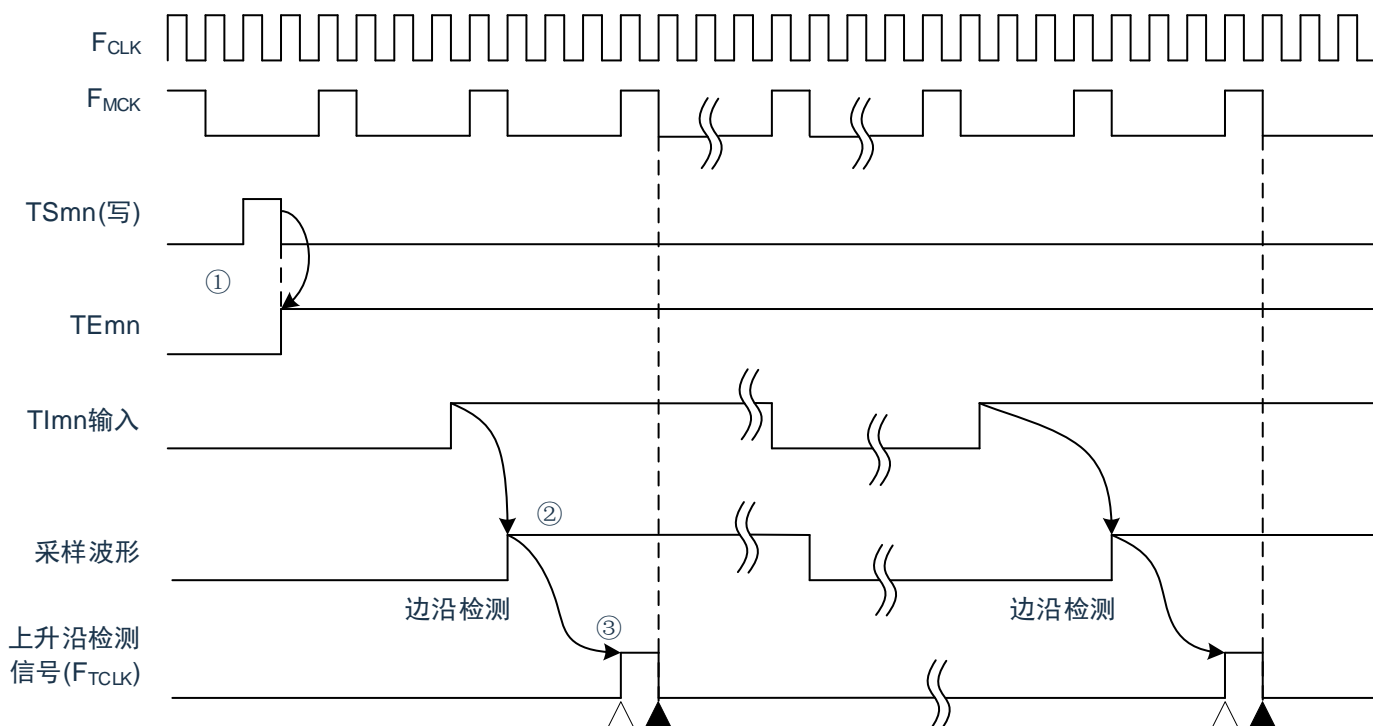 FCLK
FMCK
TSmn(写)
①
TEmn
TImn输入
②
采样波形
边沿检测
边沿检测
③
上升沿检测
信号(FTCLK)